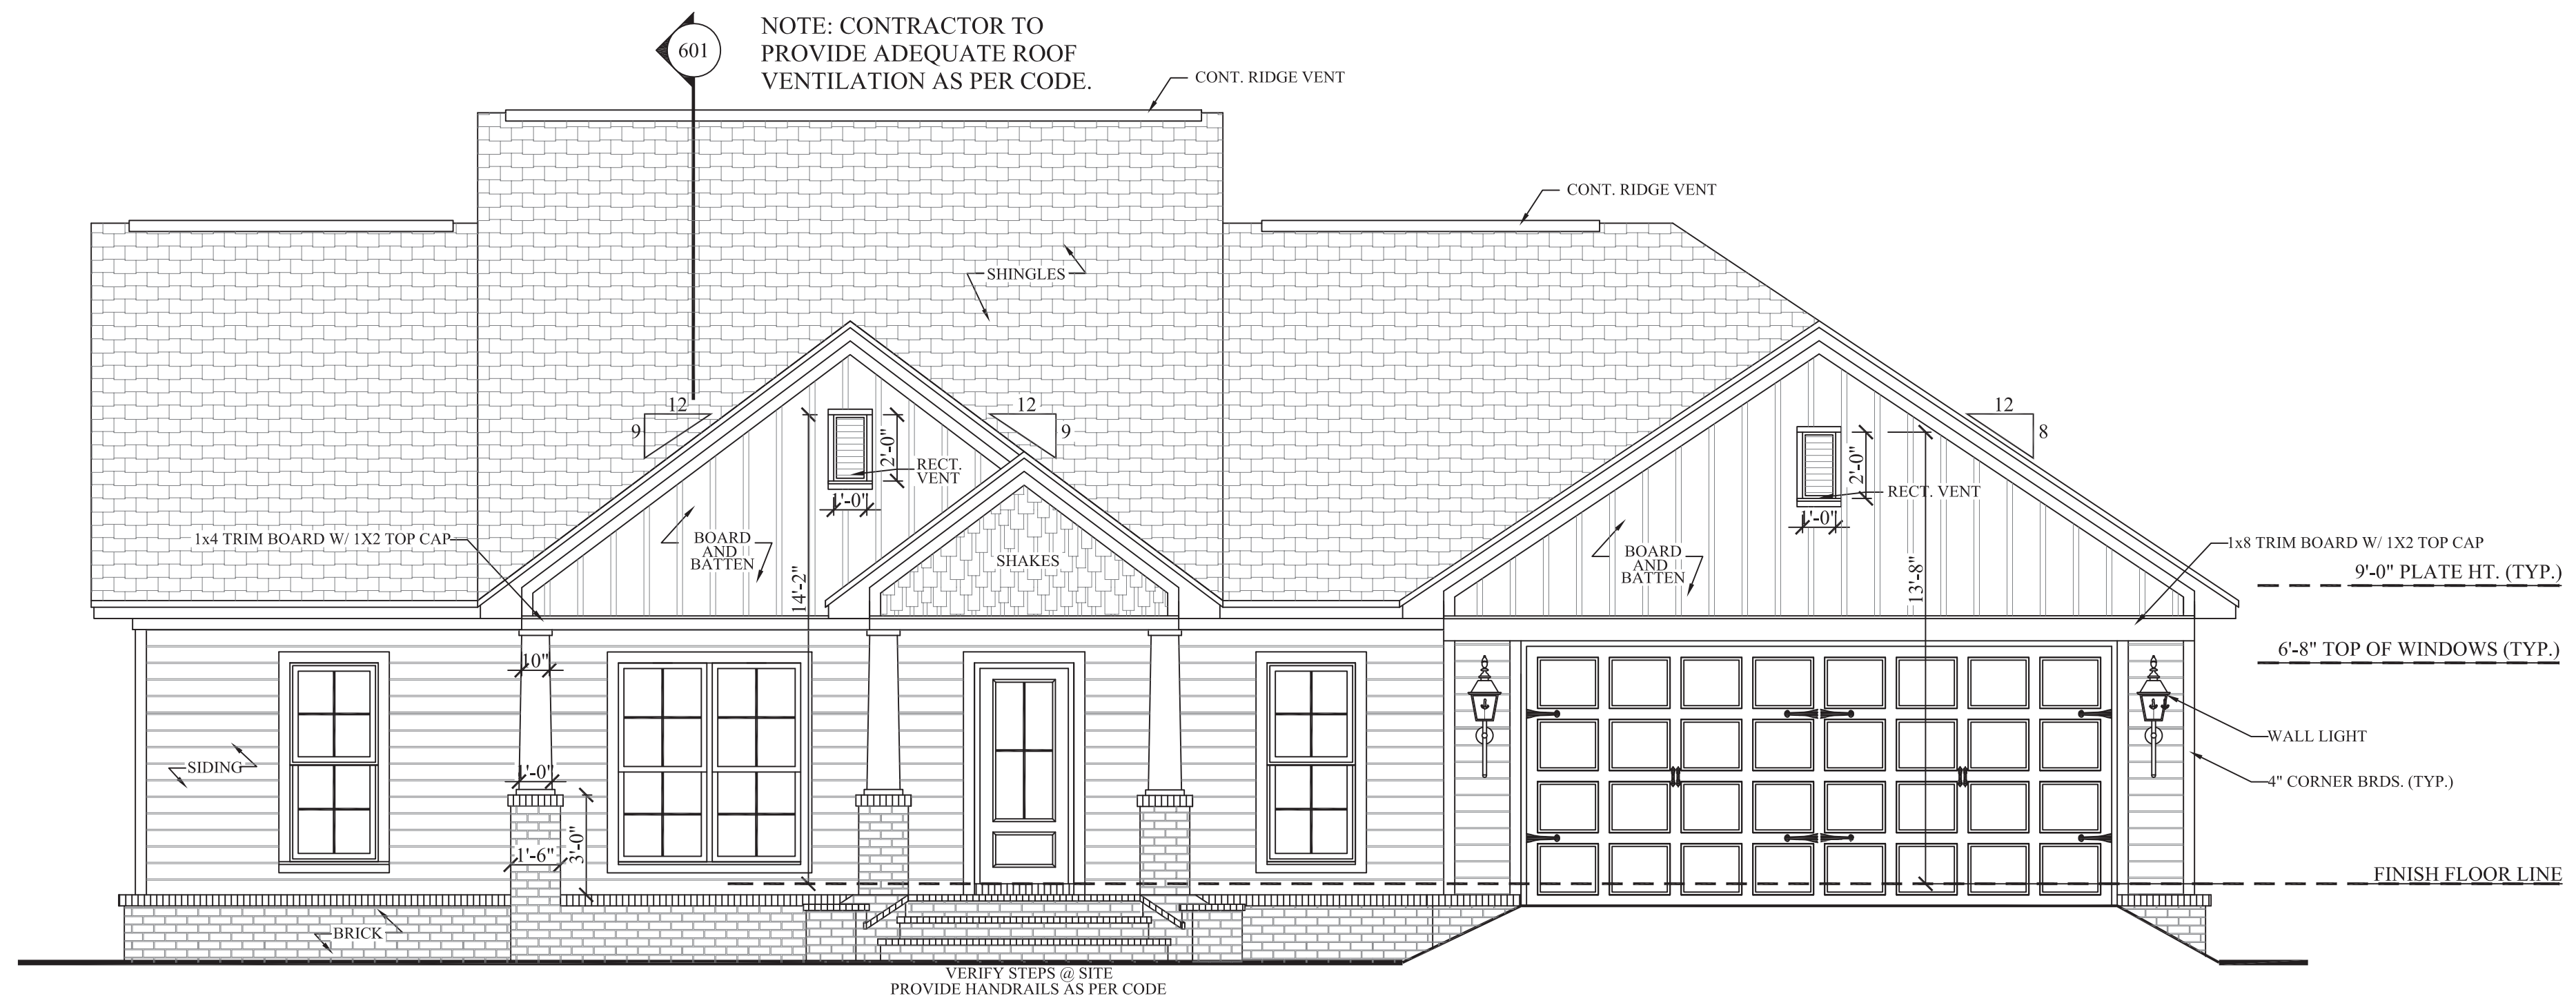 601
NOTE: CONTRACTOR TO
PROVIDE ADEQUATE ROOF
VENTILATION AS PER CODE.
CONT. RIDGE VENT
CONT. RIDGE VENT
SHINGLES
12
9
12
9
12
8
2'-0"
RECT.
VENT
1'-0"
2'-0"
RECT. VENT
1'-0"
1x4 TRIM BOARD W/ 1X2 TOP CAP
BOARD
AND
BATTEN
14'-2"
SHAKES
BOARD
AND
BATTEN
13'-8"
1x8 TRIM BOARD W/ 1X2 TOP CAP
9'-0" PLATE HT. (TYP.)
6'-8" TOP OF WINDOWS (TYP.)
10"
SIDING
1'-0"
WALL LIGHT
4" CORNER BRDS. (TYP.)
1'-6"
3'-0"
FINISH FLOOR LINE
BRICK
VERIFY STEPS @ SITE
PROVIDE HANDRAILS AS PER CODE